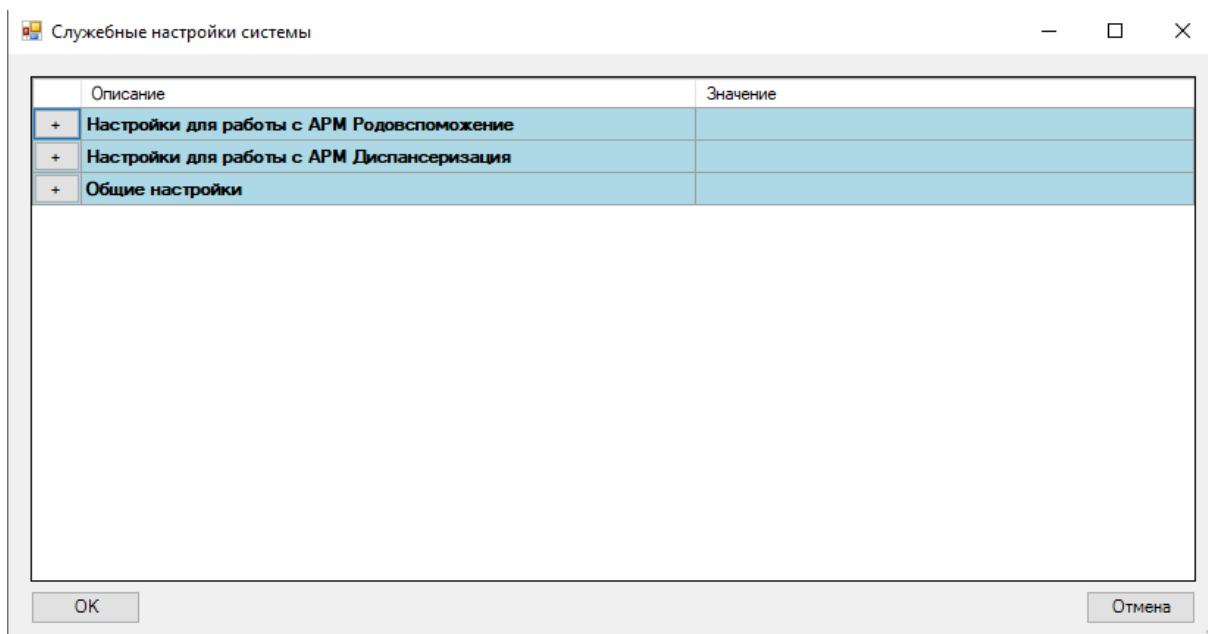 Служебные настройки системы
Описание Значение
+ Настройки для работы с АРМ Родовспоможение
+ Настройки для работы с АРМ Диспансеризация
+ Общие настройки
OK Отмена